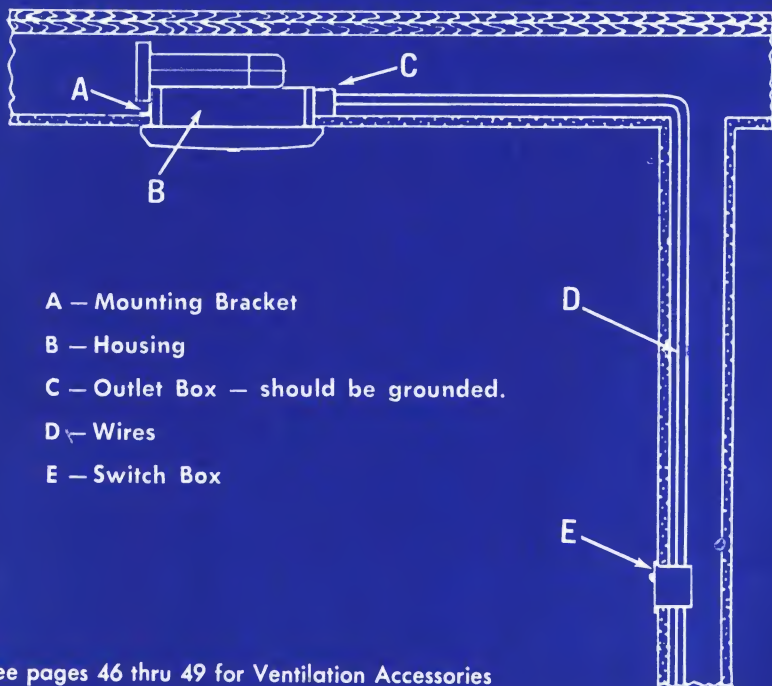 A
C
B
A — Mounting Bracket
B — Housing
C — Outlet Box — should be grounded.
D — Wires
E — Switch Box
D
E
ee pages 46 thru 49 for Ventilation Accessories